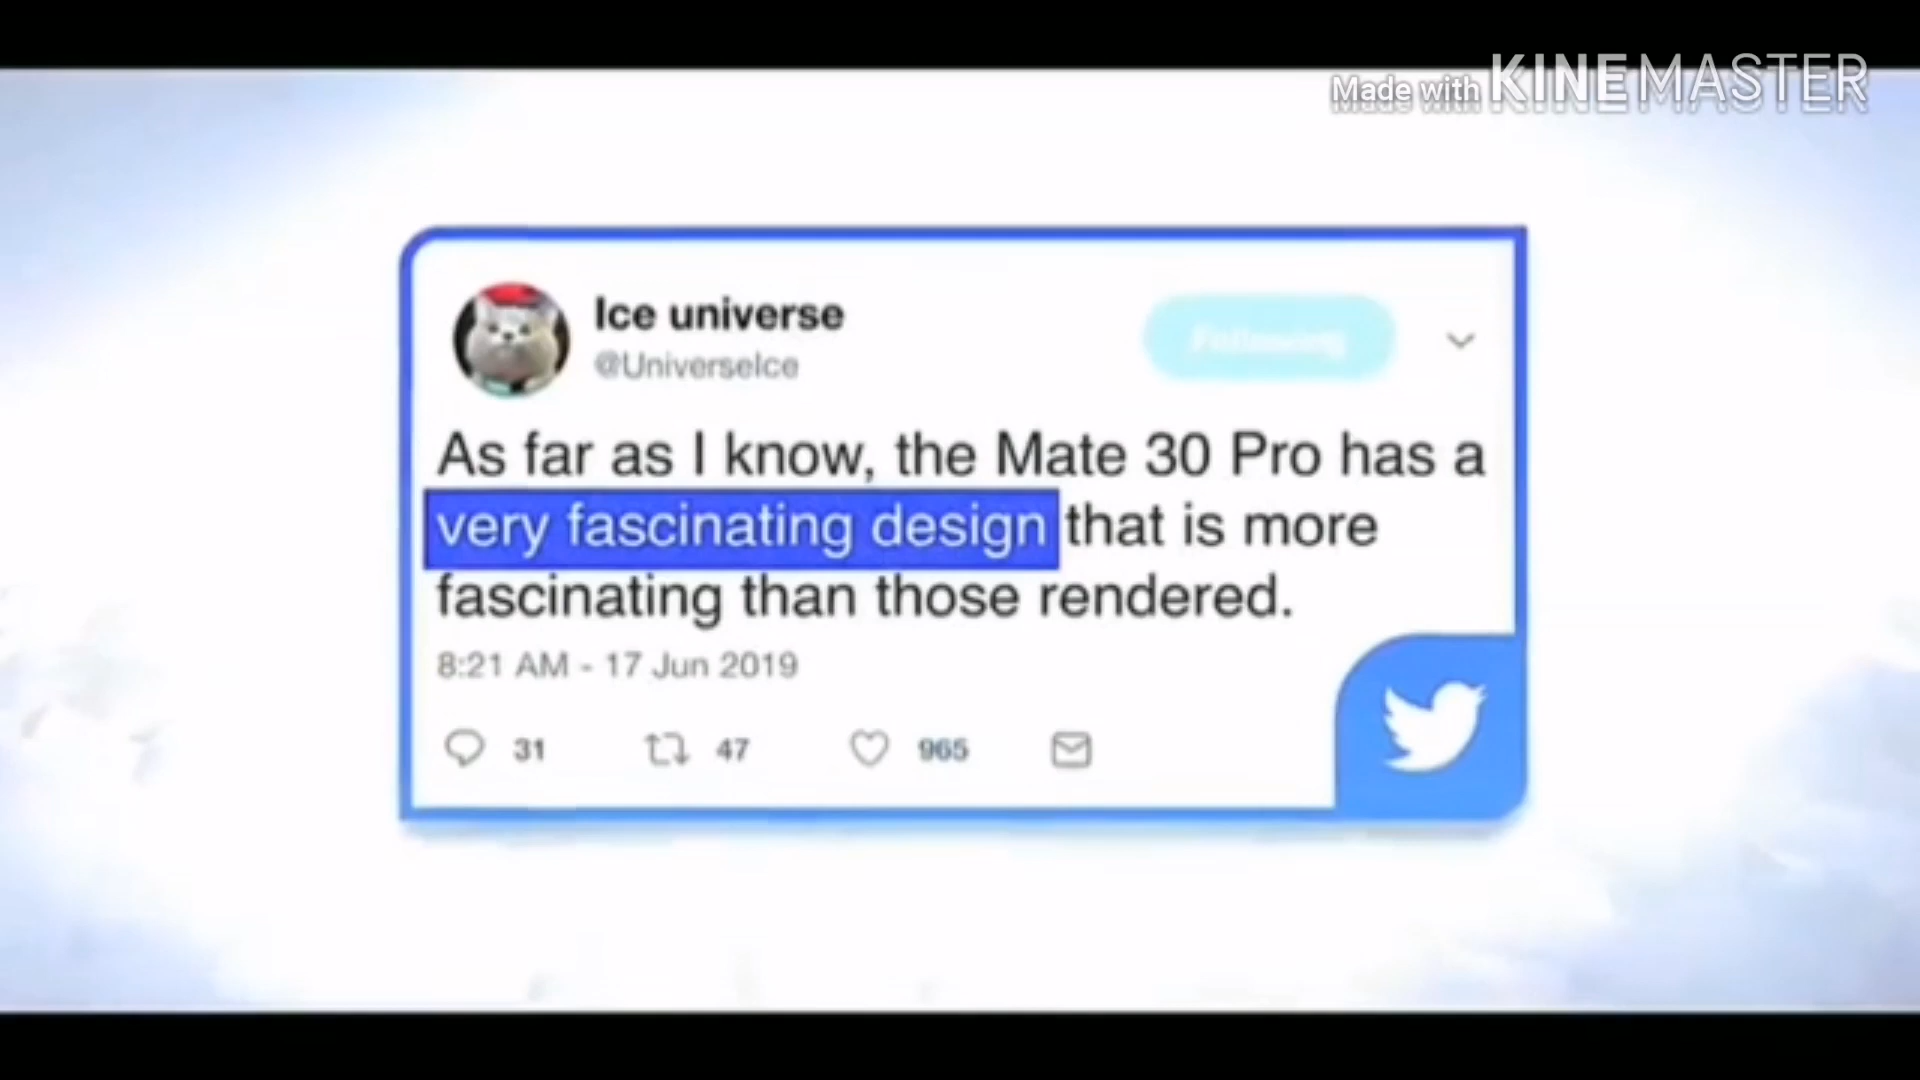 Made with KINEMASTER
Ice universe
@UniverseIce
Following
As far as I know, the Mate 30 Pro has a
very fascinating design that is more
fascinating than those rendered.
8:21 AM - 17 Jun 2019
31 47 965